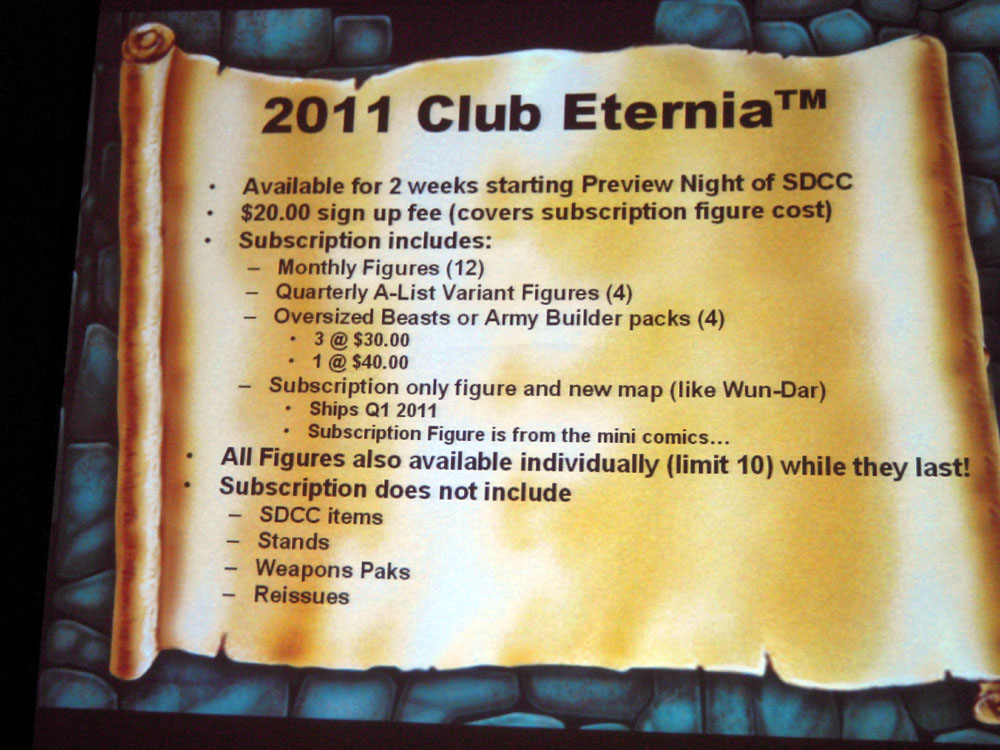 2011 Club Eternia™
• Available for 2 weeks starting Preview Night of SDCC
• $20.00 sign up fee (covers subscription figure cost)
• Subscription includes:
– Monthly Figures (12)
– Quarterly A-List Variant Figures (4)
– Oversized Beasts or Army Builder packs (4)
• 3 @ $30.00
• 1 @ $40.00
– Subscription only figure and new map (like Wun-Dar)
• Ships Q1 2011
• Subscription Figure is from the mini comics…
• All Figures also available individually (limit 10) while they last!
• Subscription does not include
– SDCC items
– Stands
– Weapons Paks
– Reissues